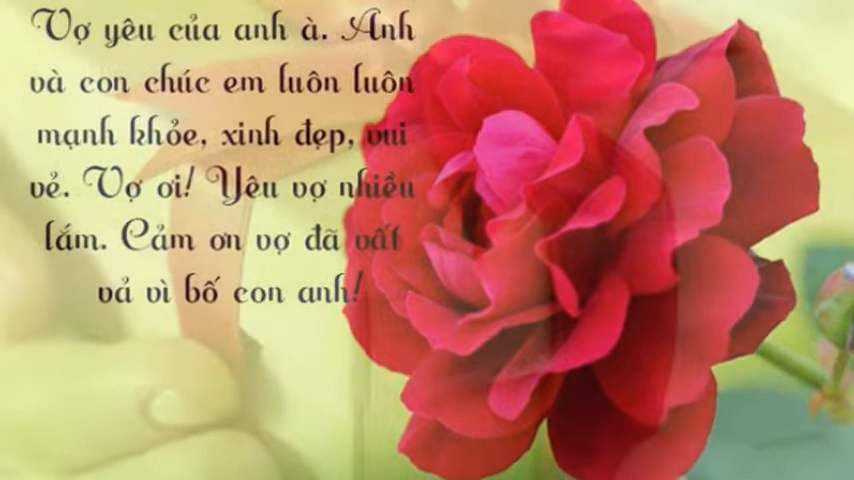 Vợ yêu của anh à. Anh
và con chúc em luôn luôn
mạnh khỏe, xinh đẹp, vui
vẻ. Vợ ơi! Yêu vợ nhiều
lắm. Cảm ơn vợ đã vất
vả vì bố con anh!